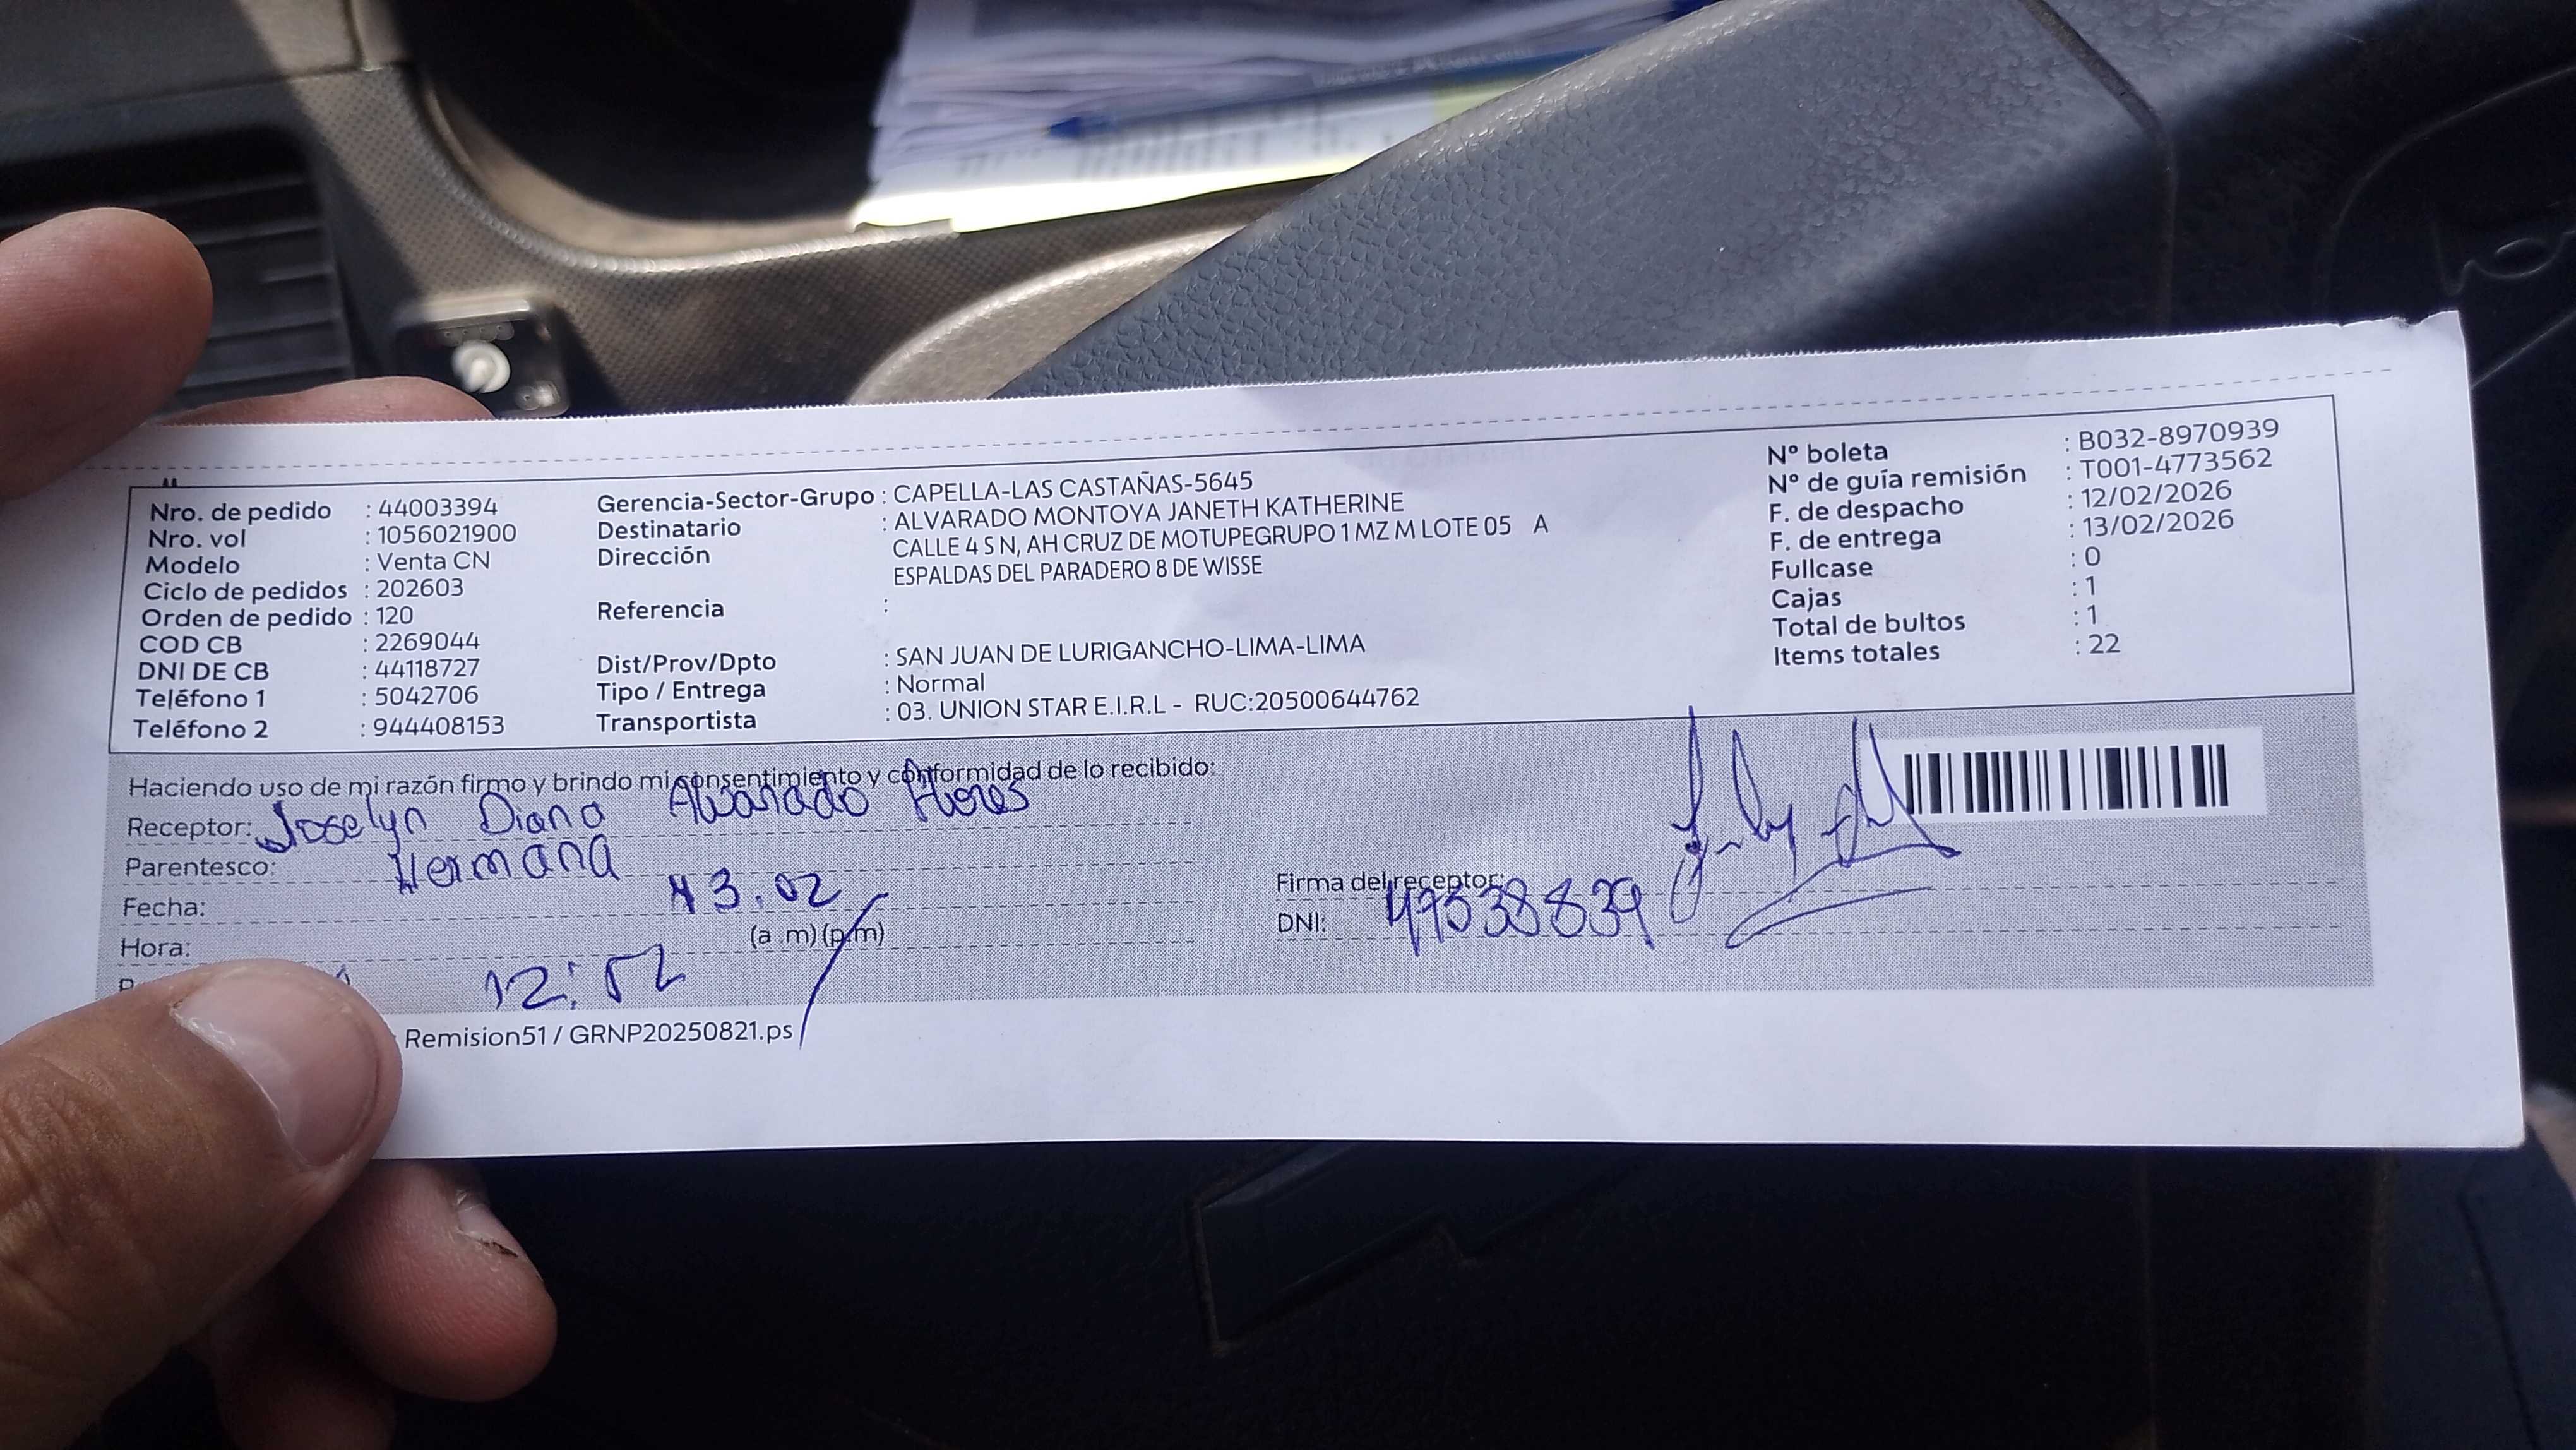 Nro. de pedido : 44003394
Nro. vol : 1056021900
Modelo : Venta CN
Ciclo de pedidos : 202603
Orden de pedido : 120
COD CB : 2269044
DNI DE CB : 44118727
Teléfono 1 : 5042706
Teléfono 2 : 944408153
Gerencia-Sector-Grupo : CAPELLA-LAS CASTAÑAS-5645
Destinatario : ALVARADO MONTOYA JANETH KATHERINE
Dirección CALLE 4 S N, AH CRUZ DE MOTUPEGRUPO 1 MZ M LOTE 05 A
ESPALDAS DEL PARADERO 8 DE WISSE
Referencia :
Dist/Prov/Dpto : SAN JUAN DE LURIGANCHO-LIMA-LIMA
Tipo / Entrega : Normal
Transportista : 03. UNION STAR E.I.R.L - RUC:20500644762
Nº boleta : B032-8970939
Nº de guía remisión : T001-4773562
F. de despacho : 12/02/2026
F. de entrega : 13/02/2026
Fullcase : 0
Cajas : 1
Total de bultos : 1
Items totales : 22
Haciendo uso de mi razón firmo y brindo mi consentimiento y conformidad de lo recibido:
Receptor: Joselyn Diana Alvarado Flores
Parentesco: Hermana
Fecha: 13.02
Hora: 12:52 (a .m) (p.m)
Firma del receptor:
DNI:
Remision51 / GRNP20250821.ps